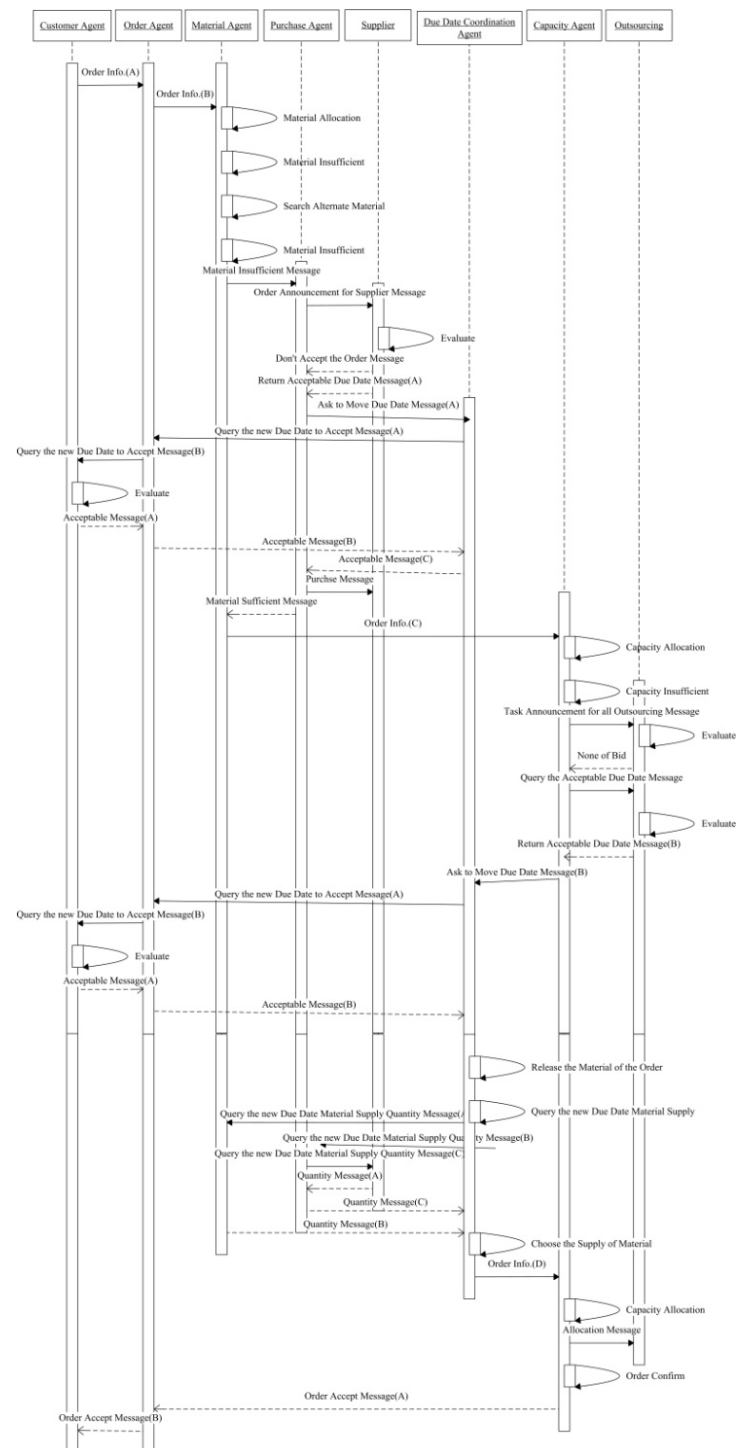 Customer Agent
Order Agent
Material Agent
Purchase Agent
Supplier
Due Date Coordination
Agent
Capacity Agent
Outsourcing
Order Info.(A)
Order Info.(B)
Material Allocation
Material Insufficient
Search Alternate Material
Material Insufficient
Material Insufficient Message
Order Announcement for Supplier Message
Evaluate
Don't Accept the Order Message
Return Acceptable Due Date Message(A)
Ask to Move Due Date Message(A)
Query the new Due Date to Accept Message(A)
Query the new Due Date to Accept Message(B)
Evaluate
Acceptable Message(A)
Acceptable Message(B)
Acceptable Message(C)
Purchse Message
Material Sufficient Message
Order Info.(C)
Capacity Allocation
Capacity Insufficient
Task Announcement for all Outsourcing Message
Evaluate
None of Bid
Query the Acceptable Due Date Message
Evaluate
Return Acceptable Due Date Message(B)
Ask to Move Due Date Message(B)
Query the new Due Date to Accept Message(A)
Query the new Due Date to Accept Message(B)
Evaluate
Acceptable Message(A)
Acceptable Message(B)
Release the Material of the Order
Query the new Due Date Material Supply
Query the new Due Date Material Supply Quantity Message(A
Query the new Due Date Material Supply Quantity Message(B)
Query the new Due Date Material Supply Quantity Message(C)
Quantity Message(A)
Quantity Message(C)
Quantity Message(B)
Choose the Supply of Material
Order Info.(D)
Capacity Allocation
Allocation Message
Order Confirm
Order Accept Message(A)
Order Accept Message(B)